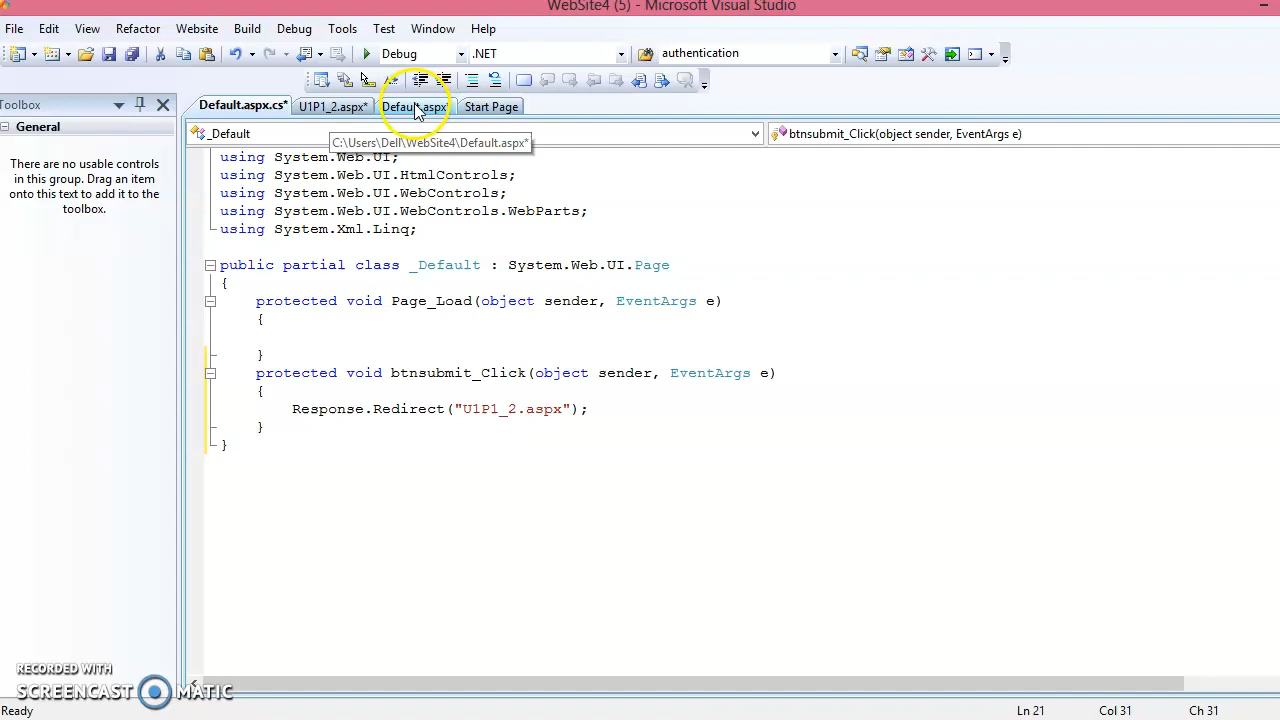 WebSite4 (5) - Microsoft Visual Studio
File Edit View Refactor Website Build Debug Tools Test Window Help
Debug .NET authentication
Toolbox
Default.aspx.cs* U1P1_2.aspx* Default.aspx* Start Page
General
_Default btnsubmit_Click(object sender, EventArgs e)
C:\Users\Dell\WebSite4\Default.aspx*
There are no usable controls
in this group. Drag an item
onto this text to add it to the
toolbox.
using System.Web.UI;
using System.Web.UI.HtmlControls;
using System.Web.UI.WebControls;
using System.Web.UI.WebControls.WebParts;
using System.Xml.Linq;
public partial class _Default : System.Web.UI.Page
{
protected void Page_Load(object sender, EventArgs e)
{
}
protected void btnsubmit_Click(object sender, EventArgs e)
{
Response.Redirect("U1P1_2.aspx");
}
}
RECORDED WITH
SCREENCAST MATIC
Ready Ln 21 Col 31 Ch 31